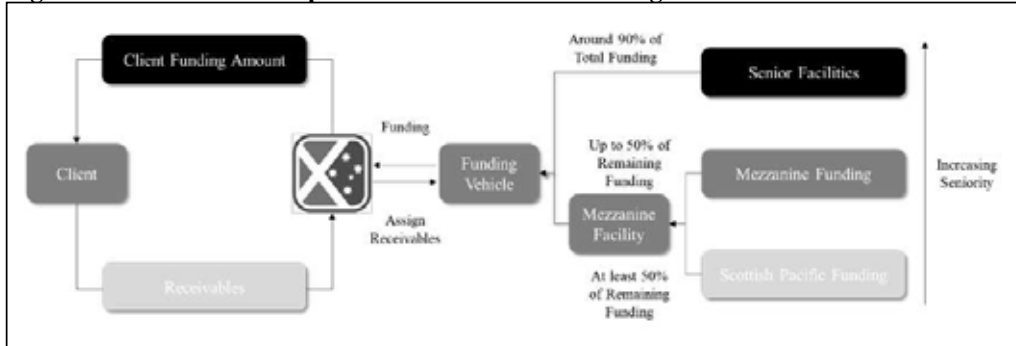 Client Funding Amount
Client
Receivables
Funding
Assign
Receivables
Funding
Vehicle
Around 90% of
Total Funding
Up to 50% of
Remaining
Funding
Mezzanine
Facility
At least 50%
of Remaining
Funding
Senior Facilities
Mezzanine Funding
Scottish Pacific Funding
Increasing
Seniority